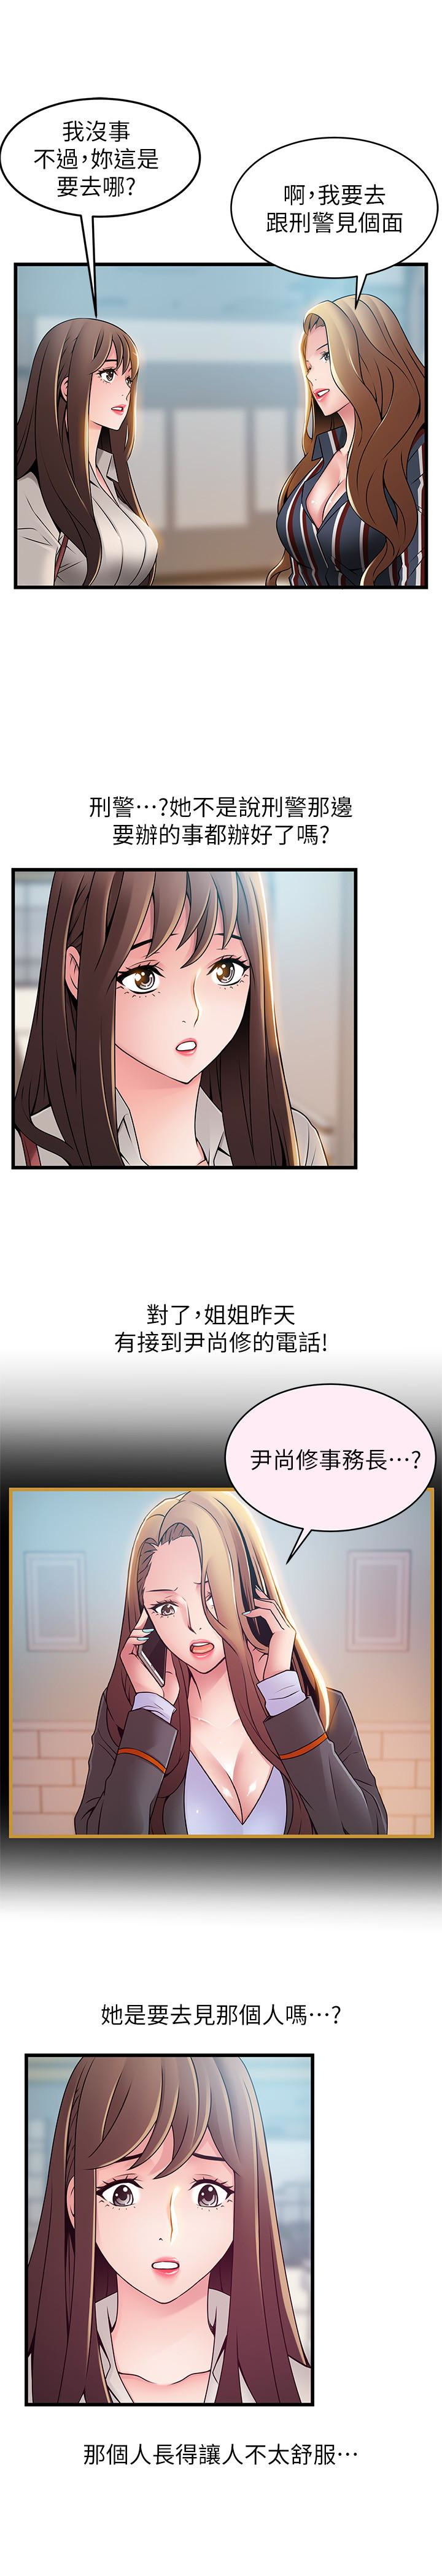 我沒事
不過，妳這是
要去哪?
啊，我要去
跟刑警見個面
刑警⋯?她不是說刑警那邊
要辦的事都辦好了嗎?
對了，姐姐昨天
有接到尹尚修的電話!
尹尚修事務長⋯?
她是要去見那個人嗎⋯?
那個人長得讓人不太舒服⋯